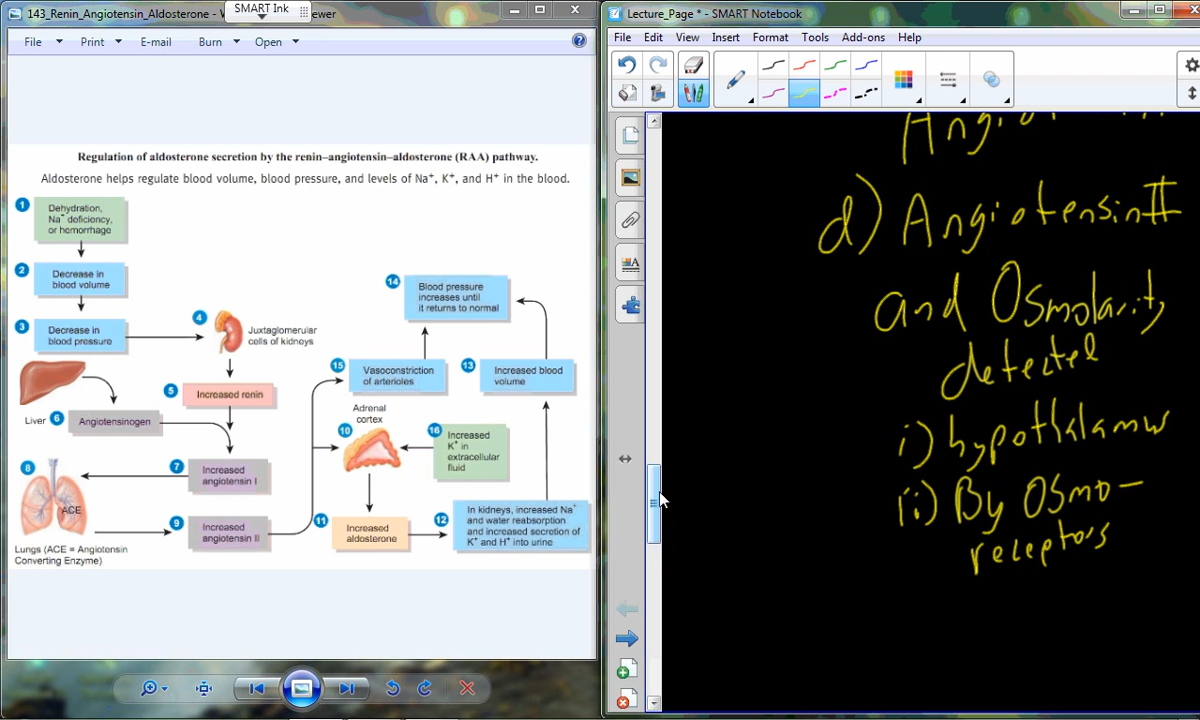 143_Renin_Angiotensin_Aldosterone - W
SMART Ink
ewer
File Print E-mail Burn Open
Regulation of aldosterone secretion by the renin–angiotensin–aldosterone (RAA) pathway.
Aldosterone helps regulate blood volume, blood pressure, and levels of Na+, K+, and H+ in the blood.
1
Dehydration,
Na+ deficiency,
or hemorrhage
2
Decrease in
blood volume
3
Decrease in
blood pressure
4
Juxtaglomerular
cells of kidneys
5
Increased renin
Liver
6
Angiotensinogen
7
Increased
angiotensin I
8
ACE
Lungs (ACE = Angiotensin
Converting Enzyme)
9
Increased
angiotensin II
Adrenal
cortex
10
11
Increased
aldosterone
12
In kidneys, increased Na+
and water reabsorption
and increased secretion of
K+ and H+ into urine
13
Increased blood
volume
14
Blood pressure
increases until
it returns to normal
15
Vasoconstriction
of arterioles
16
Increased
K+ in
extracellular
fluid
Lecture_Page * - SMART Notebook
File Edit View Insert Format Tools Add-ons Help
d) Angiotensin II
and Osmolarity
detected
i) hypothalamus
ii) By Osmo-
receptors